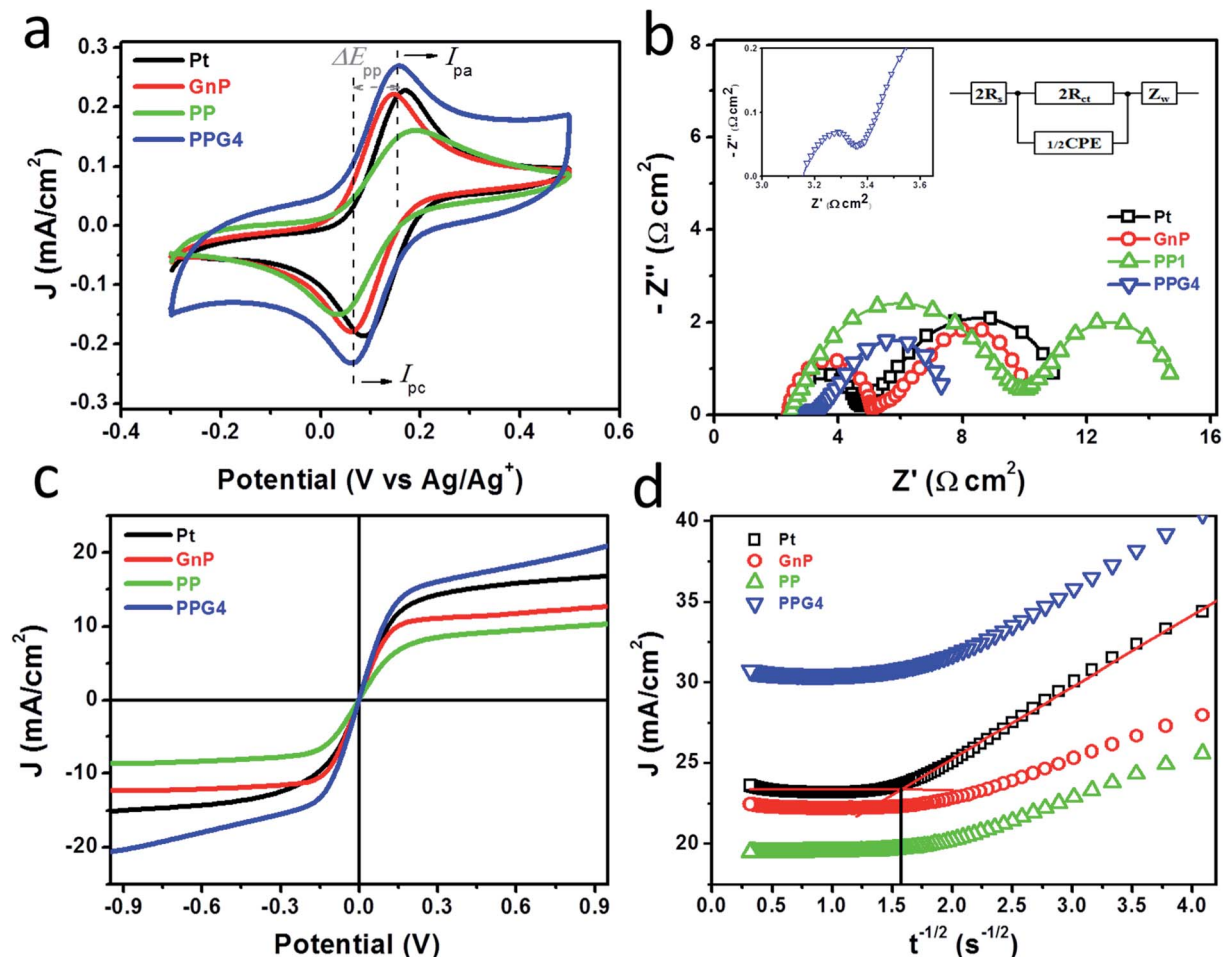 a
0.3
0.2
0.1
0.0
-0.1
-0.2
-0.3
J (mA/cm²)
Pt
GnP
PP
PPG4
ΔEpp
Ipa
Ipc
-0.4 -0.2 0.0 0.2 0.4 0.6
Potential (V vs Ag/Ag⁺)
b
8
6
4
2
0
- Z'' (Ω cm²)
0.2
0.1
0.0
- Z'' (Ω cm²)
3.0 3.2 3.4 3.6
Z' (Ω cm²)
2Rs 2Rct Zw
1/2CPE
Pt
GnP
PP1
PPG4
0 4 8 12 16
Z' (Ω cm²)
c
20
10
0
-10
-20
J (mA/cm²)
Pt
GnP
PP
PPG4
-0.9 -0.6 -0.3 0.0 0.3 0.6 0.9
Potential (V)
d
40
35
30
25
20
J (mA/cm²)
Pt
GnP
PP
PPG4
0.0 0.5 1.0 1.5 2.0 2.5 3.0 3.5 4.0
t⁻¹/² (s⁻¹/²)